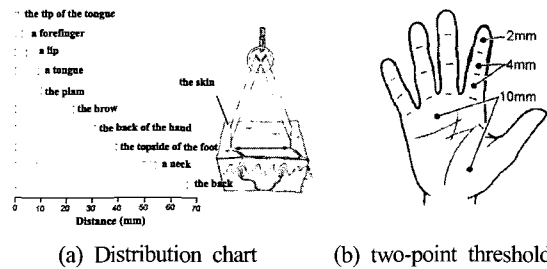 the tip of the tongue
a forefinger
a lip
a tongue
the plam
the brow
the back of the hand
the topside of the foot
a neck
the back
0 10 20 30 40 50 60 70
Distance (mm)
the skin
2mm
4mm
10mm
(a) Distribution chart
(b) two-point threshold